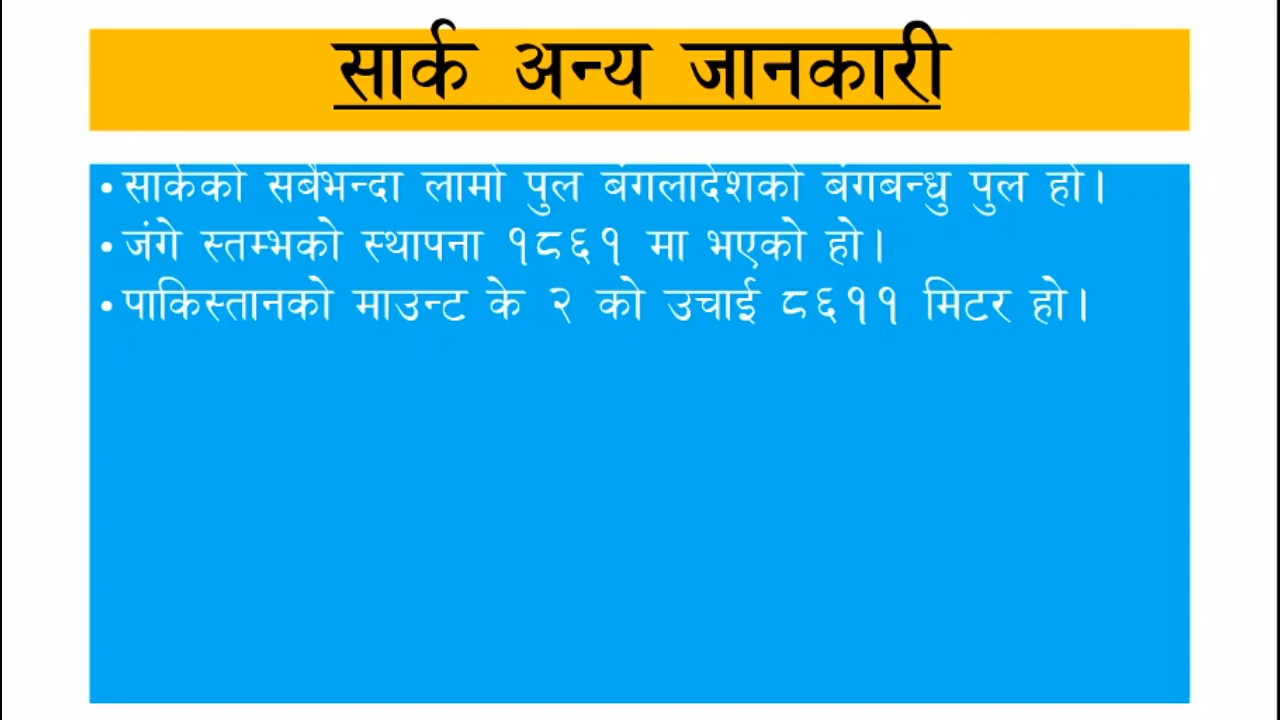 सार्क अन्य जानकारी
• सार्कको सबैभन्दा लामो पुल बंगलादेशको बंगबन्धु पुल हो।
• जंगे स्तम्भको स्थापना १८६१ मा भएको हो।
• पाकिस्तानको माउन्ट के २ को उचाई ८६११ मिटर हो।